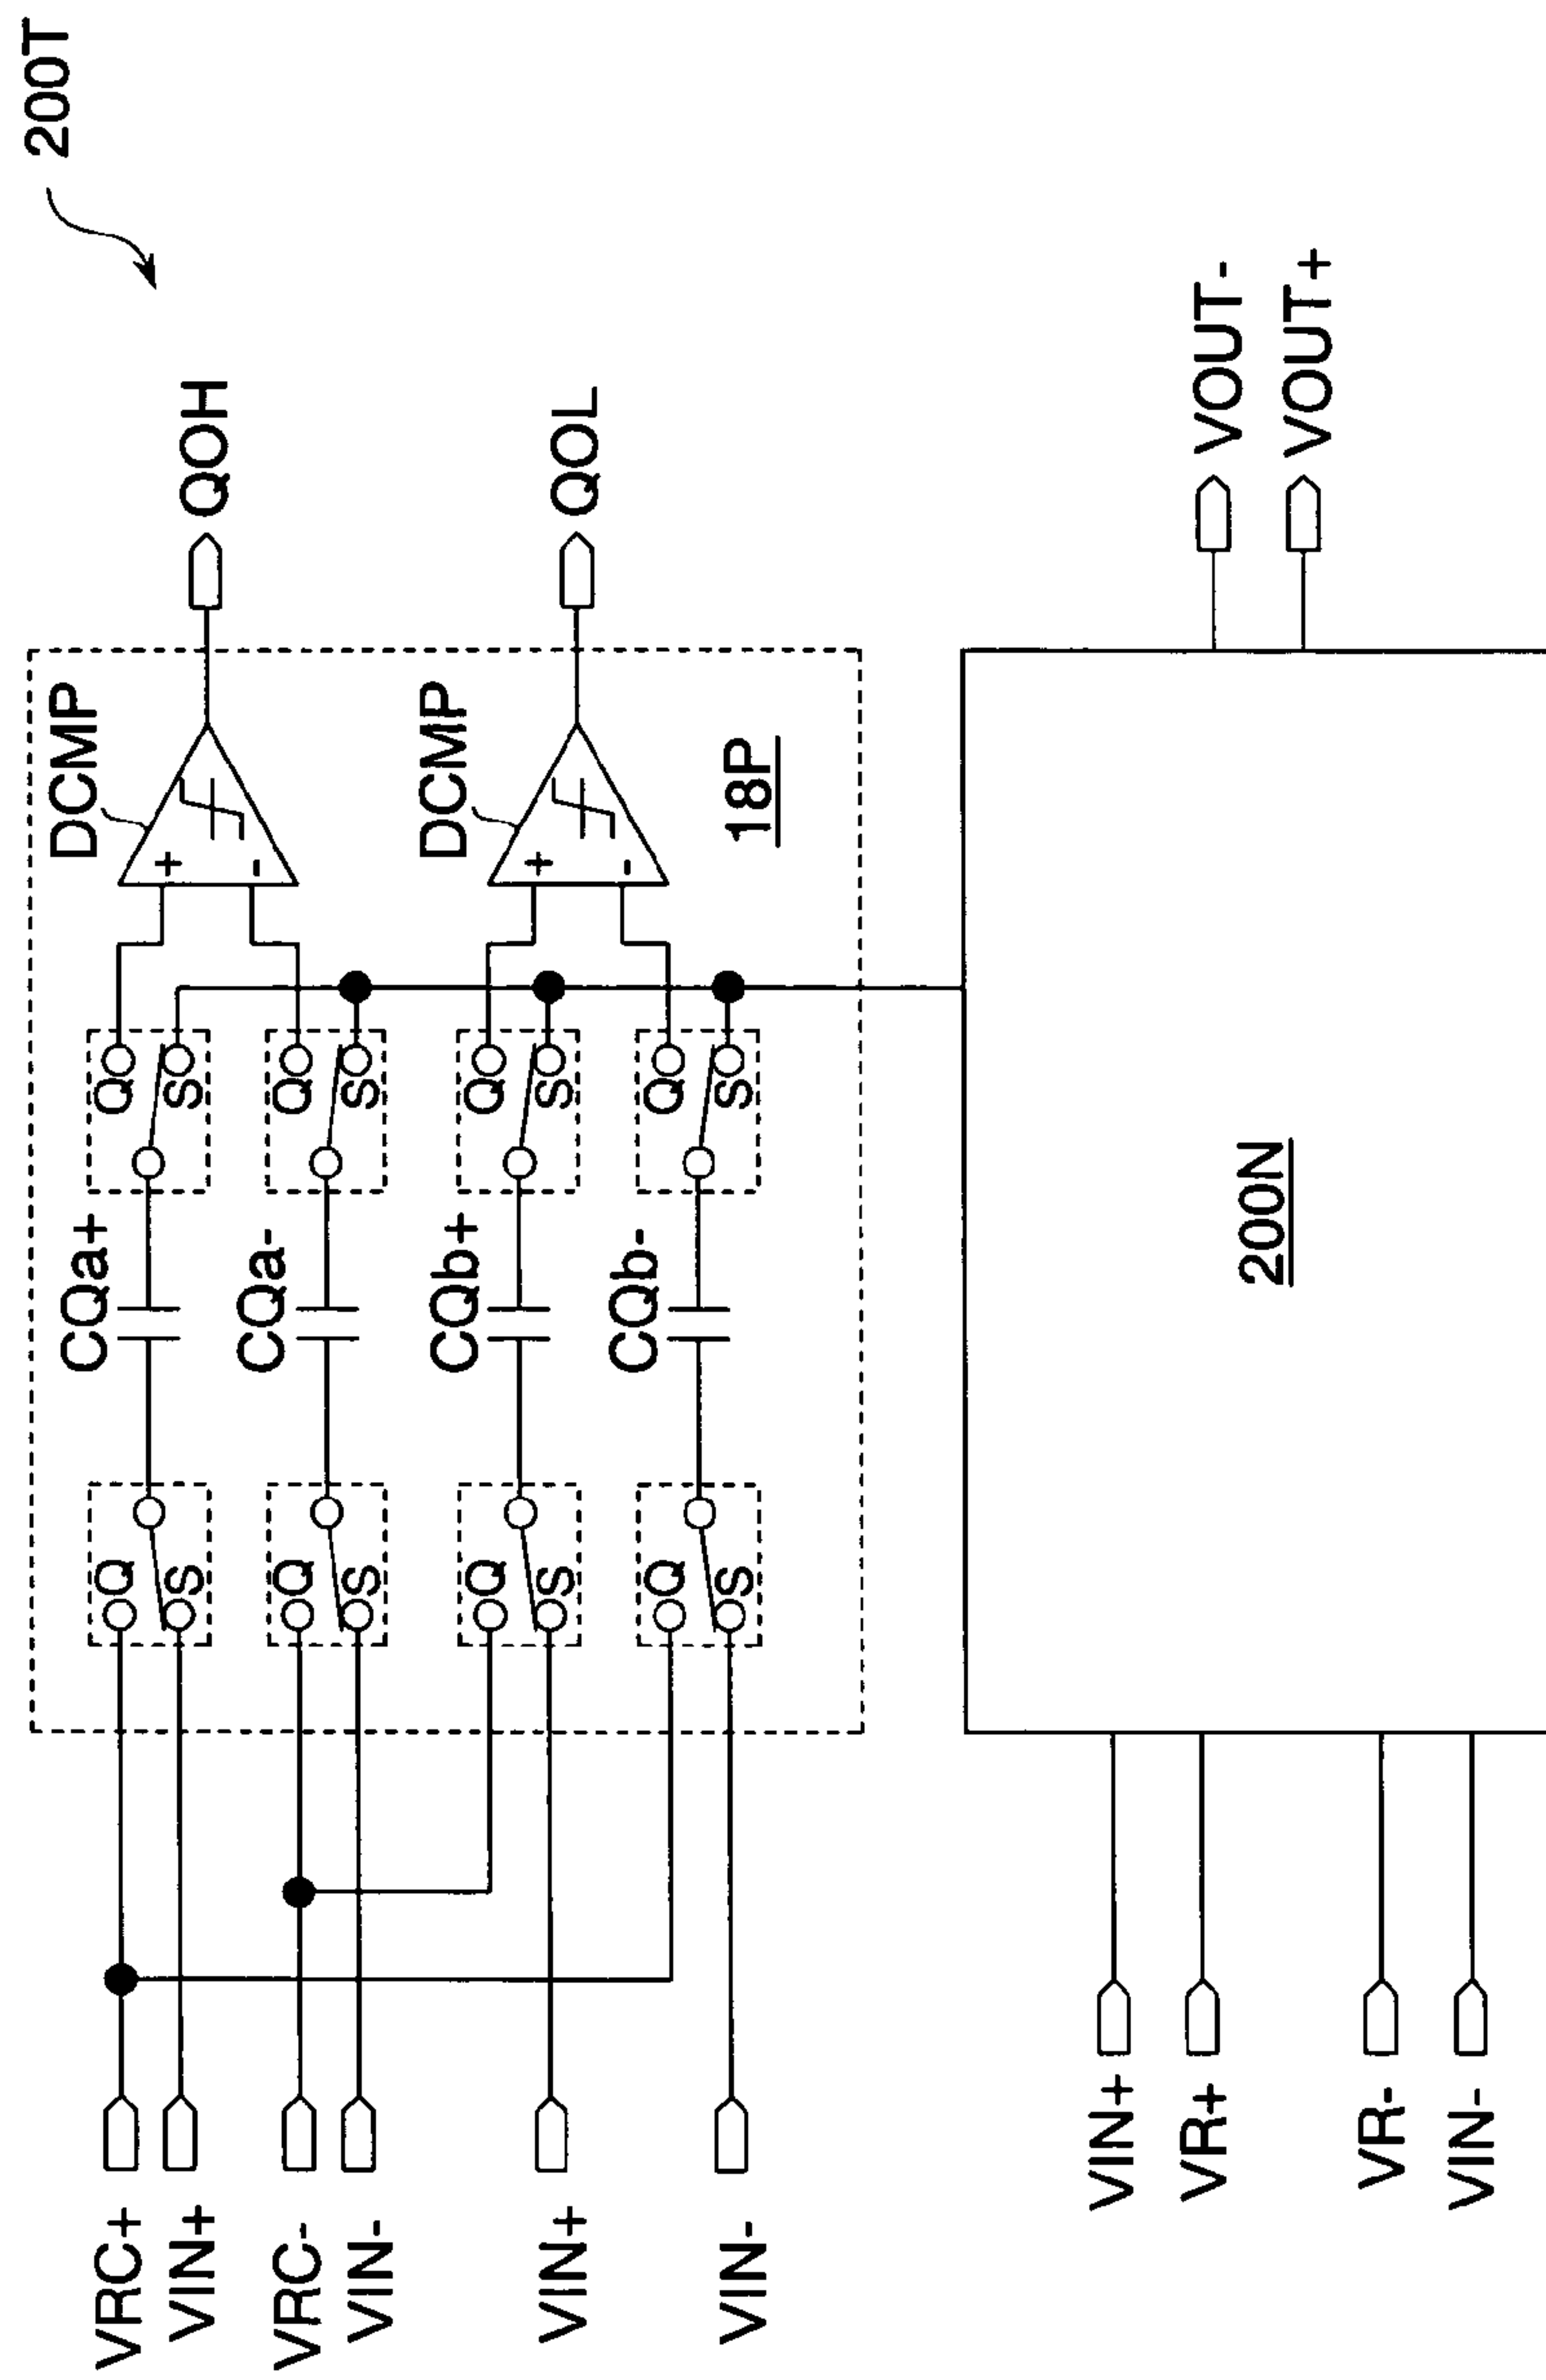 200T
DCMP
QOH
CQa+
VRC+
Q
S
Q
S
VIN+
CQa-
VRC-
Q
S
Q
S
VIN-
DCMP
QOL
CQb+
Q
S
Q
S
VIN+
CQb-
Q
S
Q
S
VIN-
18P
VIN+
VR+
VR-
VIN-
200N
VOUT-
VOUT+